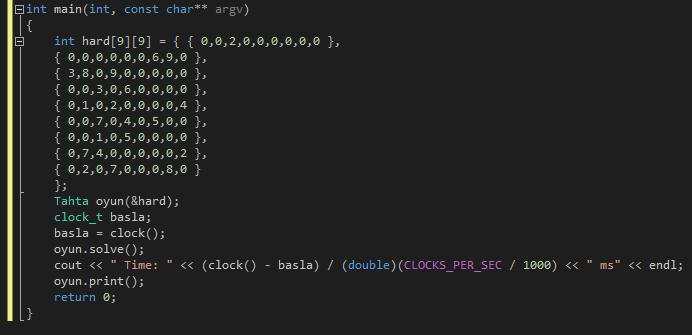 int main(int, const char** argv)
{
int hard[9][9] = { { 0,0,2,0,0,0,0,0,0 },
{ 0,0,0,0,0,0,6,9,0 },
{ 3,8,0,9,0,0,0,0,0 },
{ 0,0,3,0,6,0,0,0,0 },
{ 0,1,0,2,0,0,0,0,4 },
{ 0,0,7,0,4,0,5,0,0 },
{ 0,0,1,0,5,0,0,0,0 },
{ 0,7,4,0,0,0,0,0,2 },
{ 0,2,0,7,0,0,0,8,0 }
};
Tahta oyun(&hard);
clock_t basla;
basla = clock();
oyun.solve();
cout << " Time: " << (clock() - basla) / (double)(CLOCKS_PER_SEC / 1000) << " ms" << endl;
oyun.print();
return 0;
}